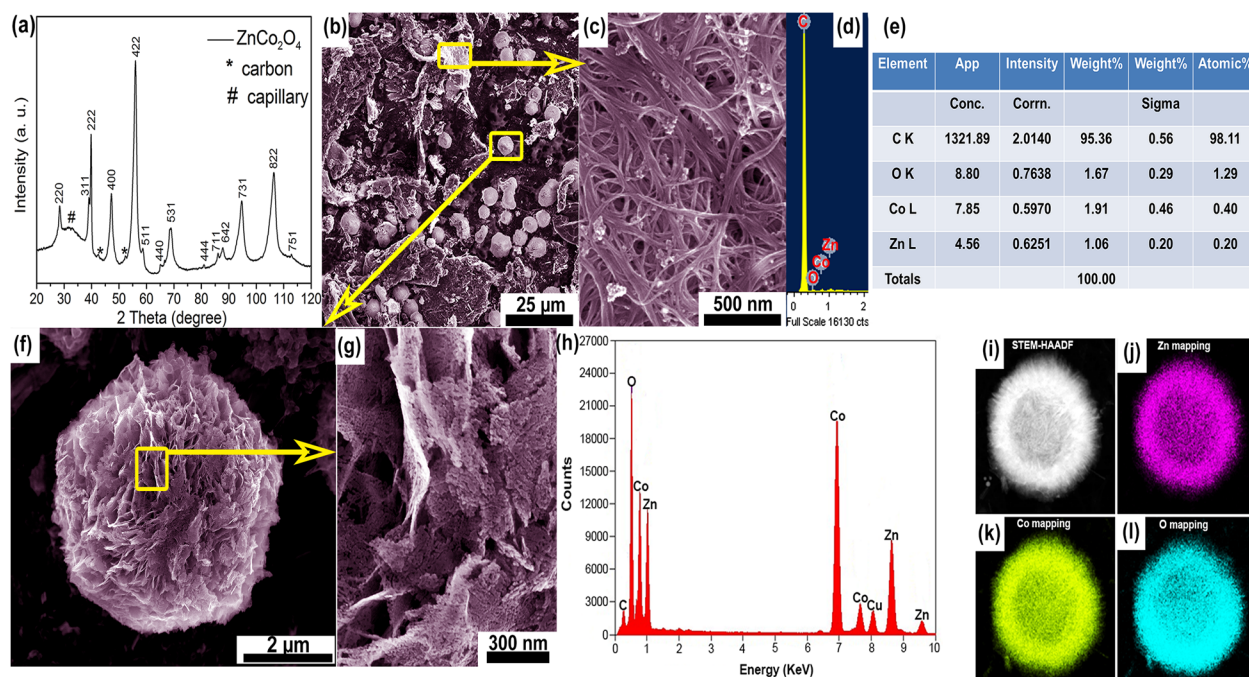 (a)
ZnCo₂O₄
* carbon
# capillary
Intensity (a. u.)
220
#
311
222
*
400
*
422
511
440
531
444
711
642
731
822
751
20 30 40 50 60 70 80 90 100 110 120
2 Theta (degree)
(b)
25 µm
(c)
500 nm
(d)
C
O
Co
Zn
0 1 2
Full Scale 16130 cts
(e)
Element App Intensity Weight% Weight% Atomic%
Conc. Corrn. Sigma
C K 1321.89 2.0140 95.36 0.56 98.11
O K 8.80 0.7638 1.67 0.29 1.29
Co L 7.85 0.5970 1.91 0.46 0.40
Zn L 4.56 0.6251 1.06 0.20 0.20
Totals 100.00
(f)
2 µm
(g)
300 nm
(h)
27000
24000
21000
18000
15000
12000
9000
6000
3000
0
Counts
C
O
Co
Zn
Co
Co
Cu
Zn
Zn
0 1 2 3 4 5 6 7 8 9 10
Energy (KeV)
(i)
STEM-HAADF
(j)
Zn mapping
(k)
Co mapping
(l)
O mapping